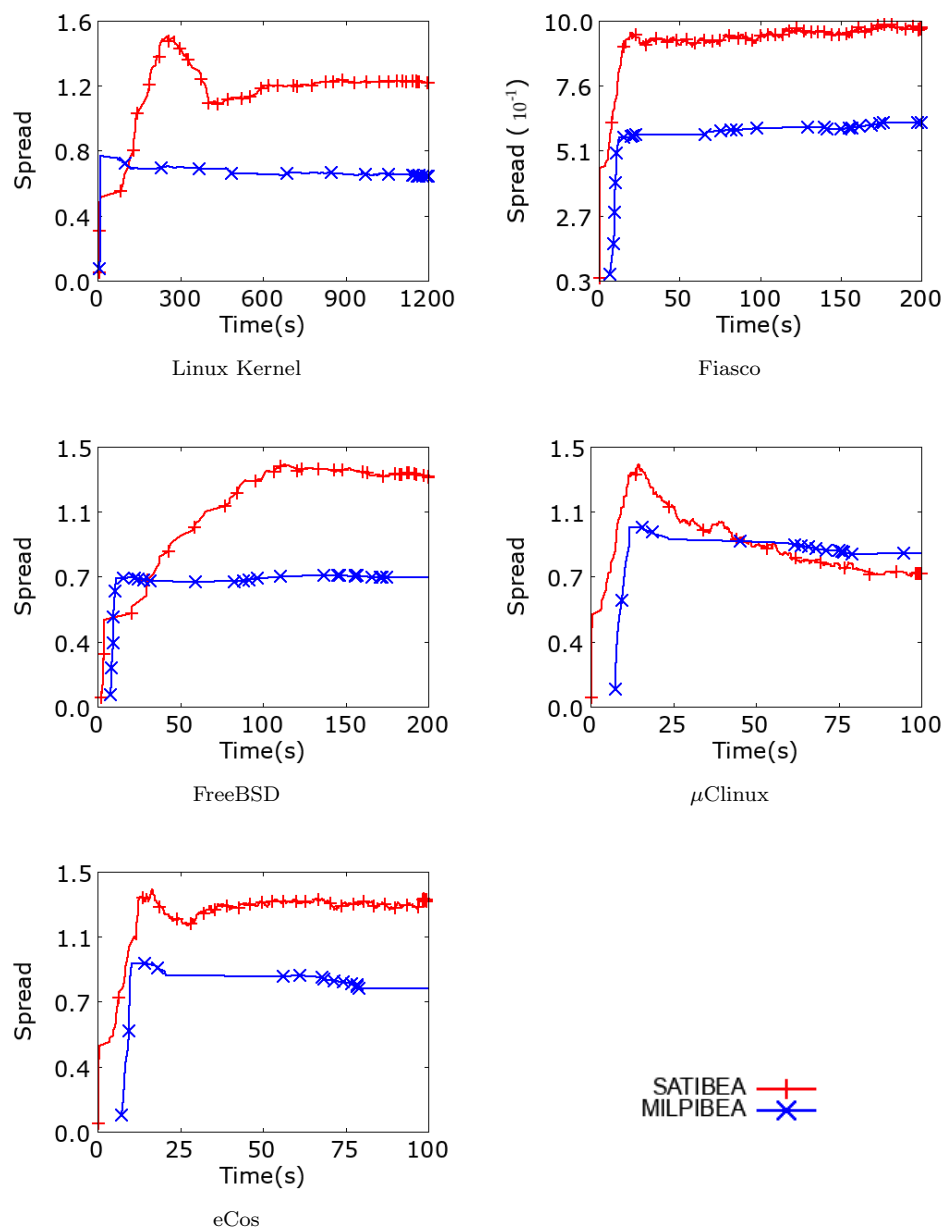 1.6
1.2
0.8
0.4
0.0
Spread
0 300 600 900 1200
Time(s)
Linux Kernel
10.0
7.6
5.1
2.7
0.3
Spread ( 10⁻¹)
0 50 100 150 200
Time(s)
Fiasco
1.5
1.1
0.7
0.4
0.0
Spread
0 50 100 150 200
Time(s)
FreeBSD
1.5
1.1
0.7
0.4
0.0
Spread
0 25 50 75 100
Time(s)
μClinux
1.5
1.1
0.7
0.4
0.0
Spread
0 25 50 75 100
Time(s)
eCos
SATIBEA
MILPIBEA